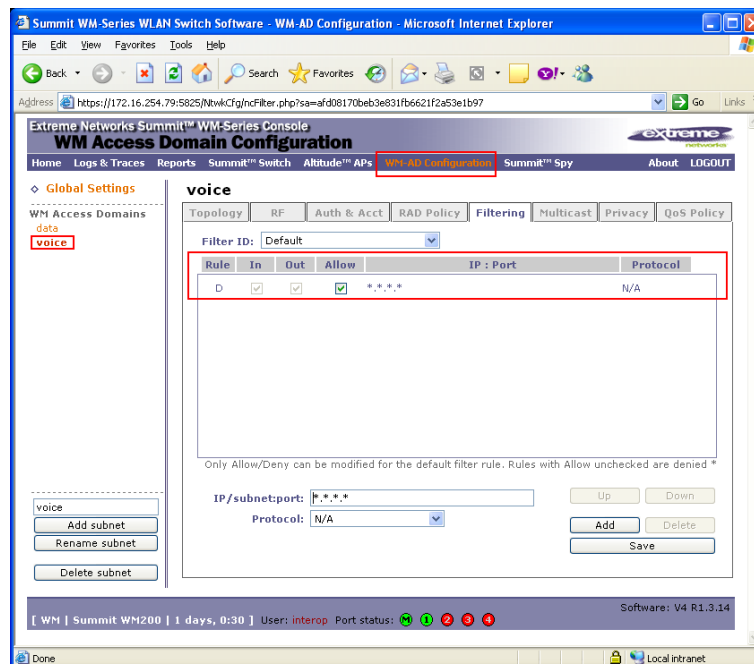 Summit WM-Series WLAN Switch Software - WM-AD Configuration - Microsoft Internet Explorer
File Edit View Favorites Tools Help
Back Search Favorites
Address https://172.16.254.79:5825/NtwkCfg/ncFilter.php?sa=afd08170beb3e831fb6621f2a53e1b97 Go Links
Extreme Networks Summit™ WM-Series Console
WM Access Domain Configuration
extreme networks
Home Logs & Traces Reports Summit™ Switch Altitude™ APs WM-AD Configuration Summit™ Spy About LOGOUT
Global Settings
WM Access Domains
data
voice
voice
Topology RF Auth & Acct RAD Policy Filtering Multicast Privacy QoS Policy
Filter ID: Default
Rule In Out Allow IP : Port Protocol
D *.*.*.* N/A
Only Allow/Deny can be modified for the default filter rule. Rules with Allow unchecked are denied *
IP/subnet:port: *.*.*.*
Protocol: N/A
Up Down
Add Delete
Save
voice
Add subnet
Rename subnet
Delete subnet
[ WM | Summit WM200 | 1 days, 0:30 ] User: interop Port status: M 1 2 3 4
Software: V4 R1.3.14
Done Local intranet